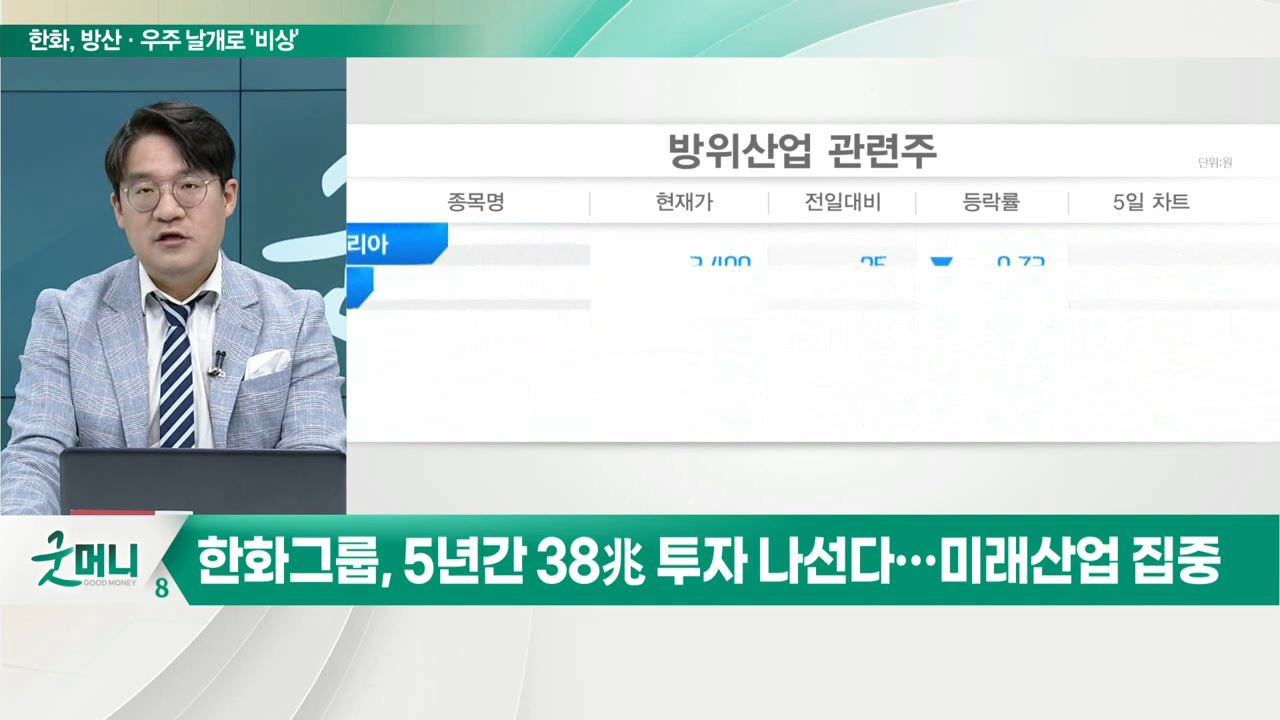 한화, 방산·우주 날개로 '비상'
방위산업 관련주
단위:원
종목명 현재가 전일대비 등락률 5일 차트
리아
굿머니
GOOD MONEY
8
한화그룹, 5년간 38兆 투자 나선다…미래산업 집중